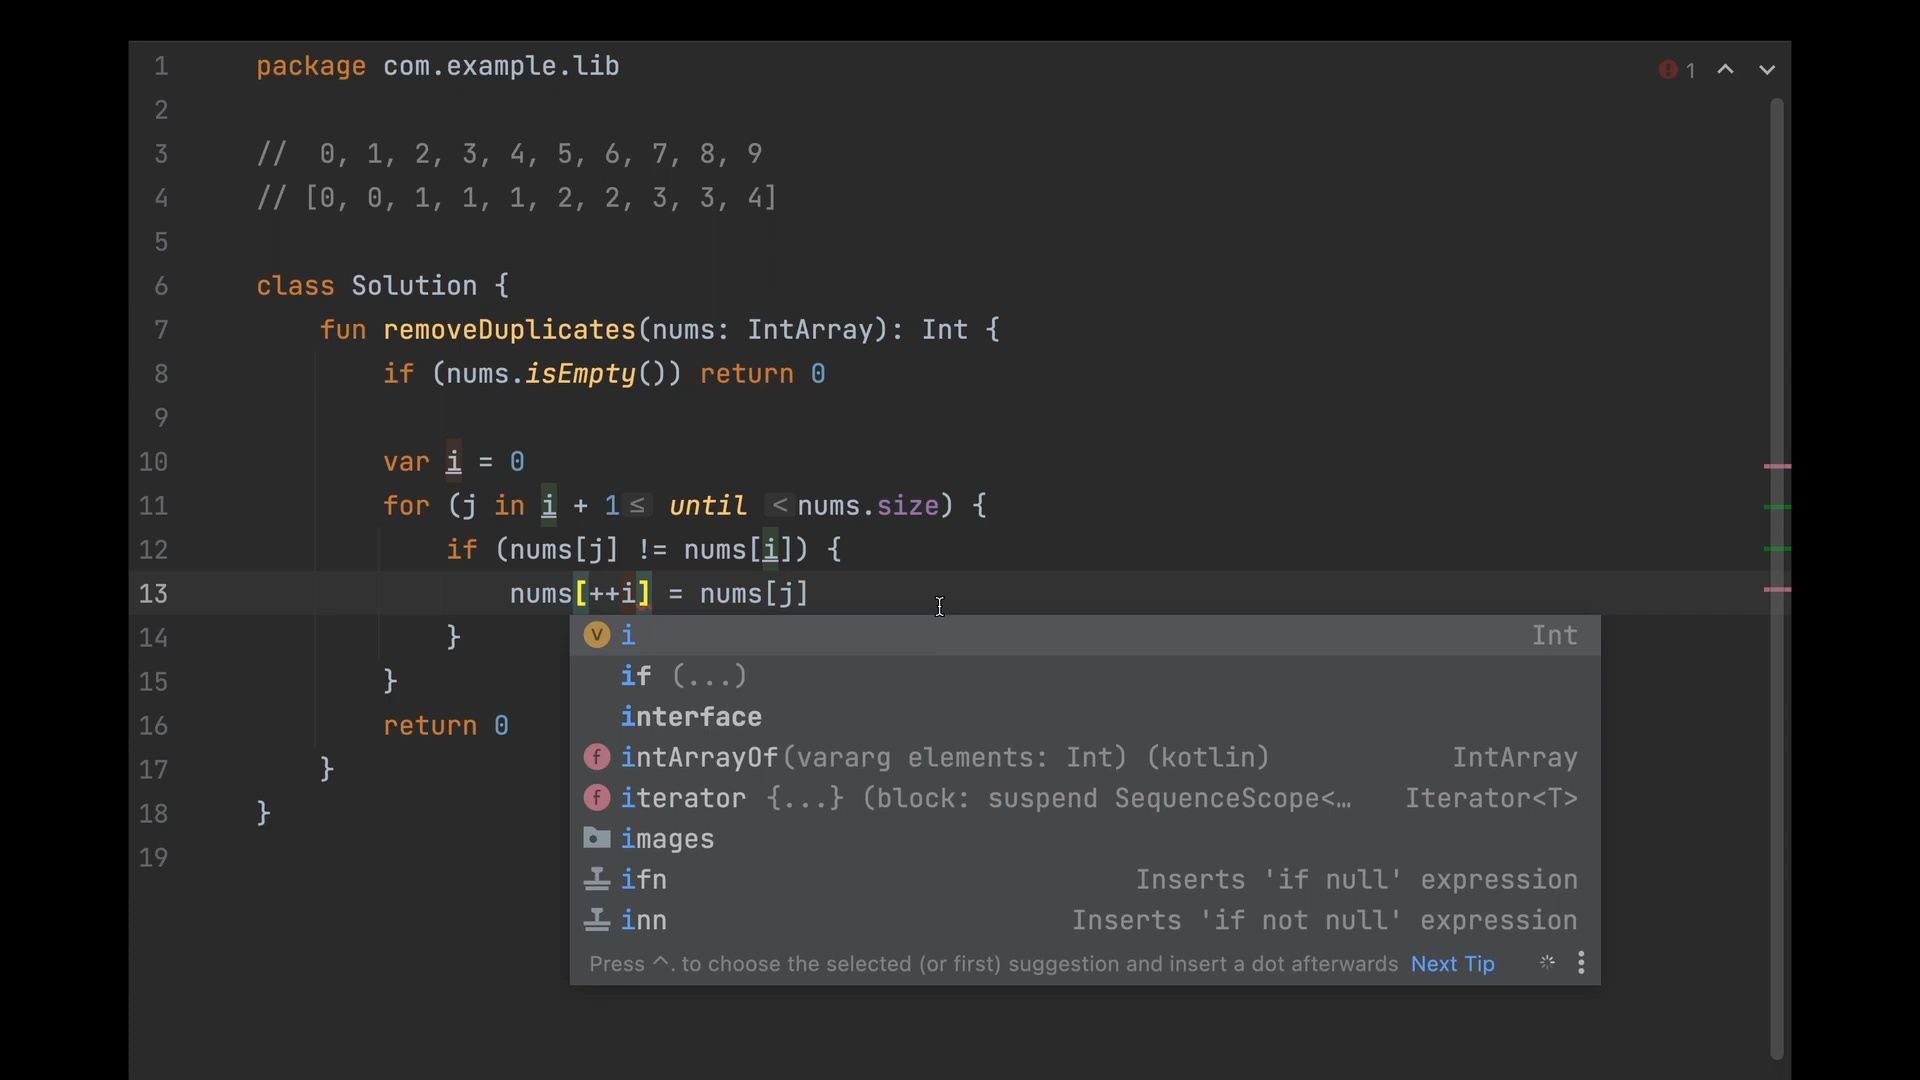 1 package com.example.lib
1
2
3 // 0, 1, 2, 3, 4, 5, 6, 7, 8, 9
4 // [0, 0, 1, 1, 1, 2, 2, 3, 3, 4]
5
6 class Solution {
7 fun removeDuplicates(nums: IntArray): Int {
8 if (nums.isEmpty()) return 0
9
10 var i = 0
11 for (j in i + 1 ≤ until < nums.size) {
12 if (nums[j] != nums[i]) {
13 nums[++i] = nums[j]
14 }
15 }
16 return 0
17 }
18 }
19
i Int
if (...)
interface
intArrayOf(vararg elements: Int) (kotlin) IntArray
iterator {...} (block: suspend SequenceScope<… Iterator<T>
images
ifn Inserts 'if null' expression
inn Inserts 'if not null' expression
Press ^. to choose the selected (or first) suggestion and insert a dot afterwards Next Tip